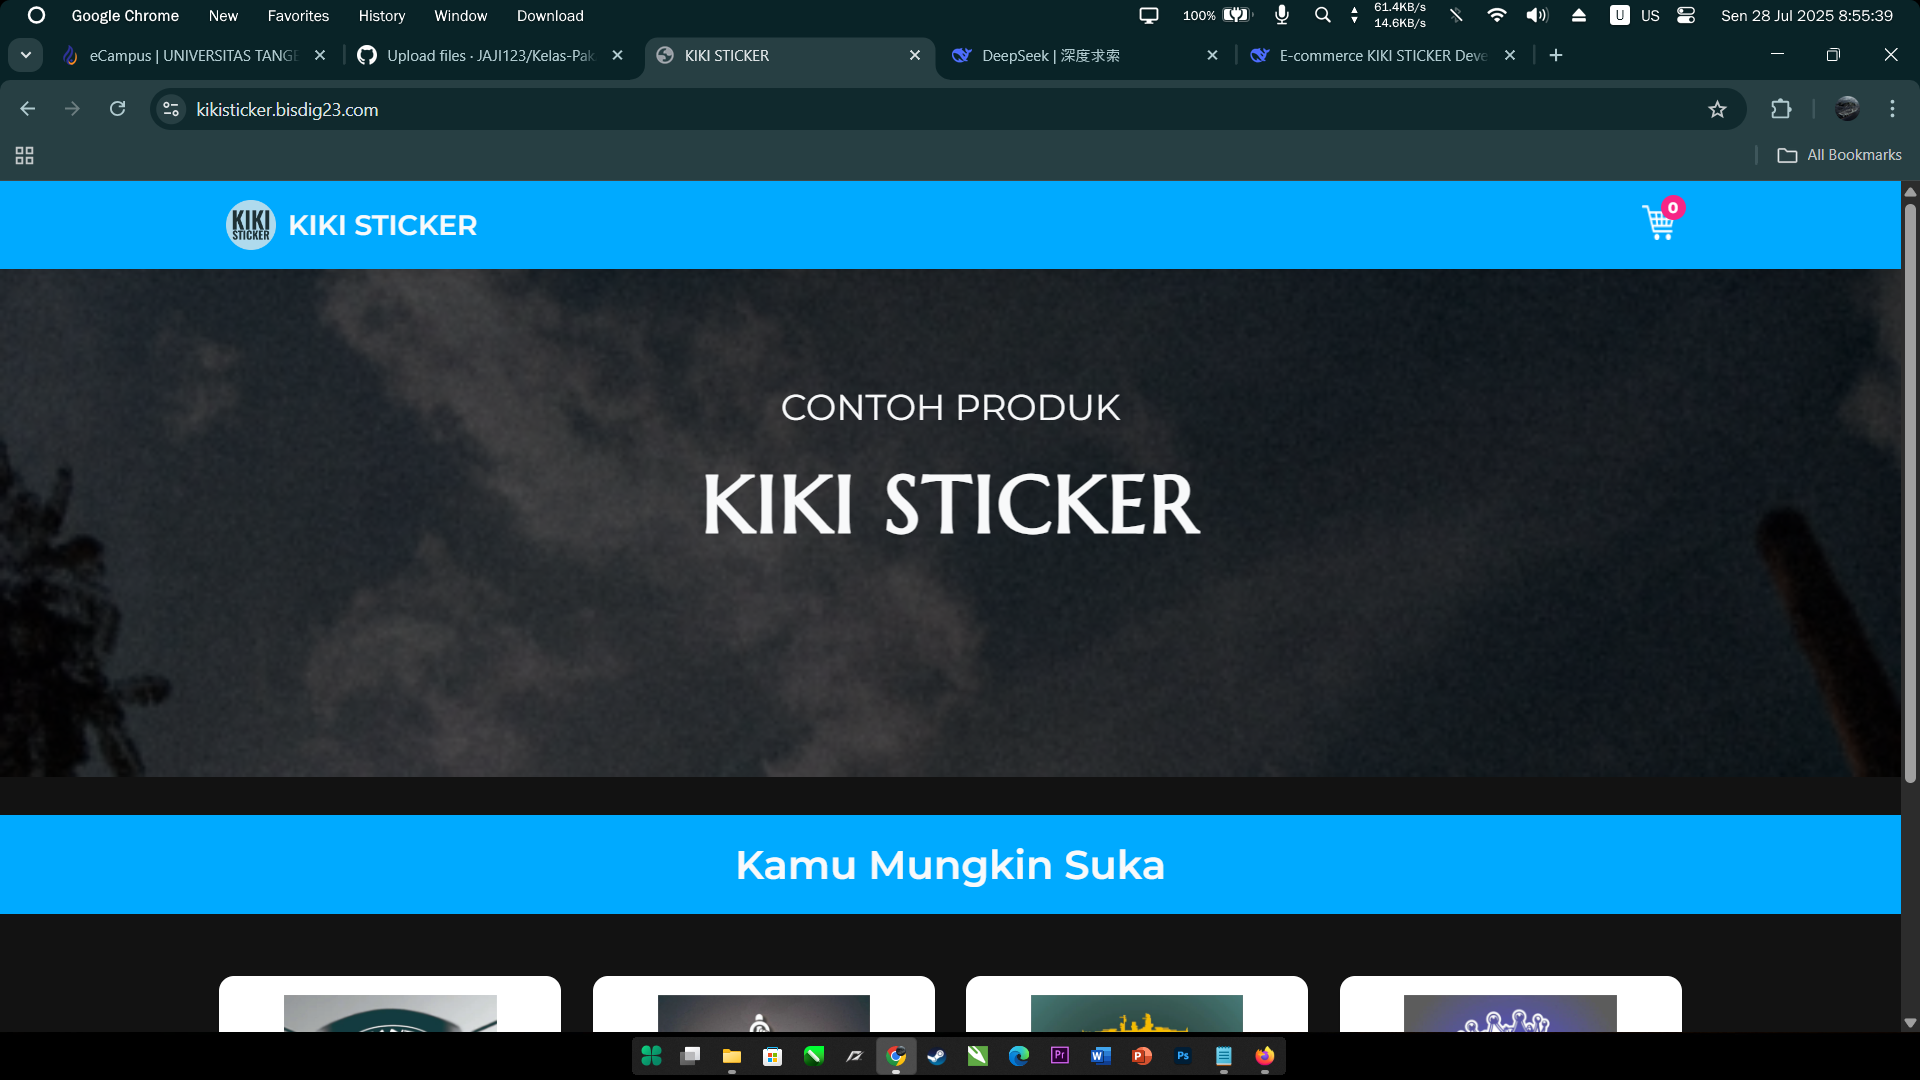 Google Chrome New Favorites History Window Download 100% 61.4KB/s 14.6KB/s U US Sen 28 Jul 2025 8:55:39
eCampus | UNIVERSITAS TANGE Upload files · JAJI123/Kelas-Pak KIKI STICKER DeepSeek | 深度求索 E-commerce KIKI STICKER Deve
kikisticker.bisdig23.com
All Bookmarks
KIKI STICKER KIKI STICKER 0
CONTOH PRODUK
KIKI STICKER
Kamu Mungkin Suka
Pr W P Ps